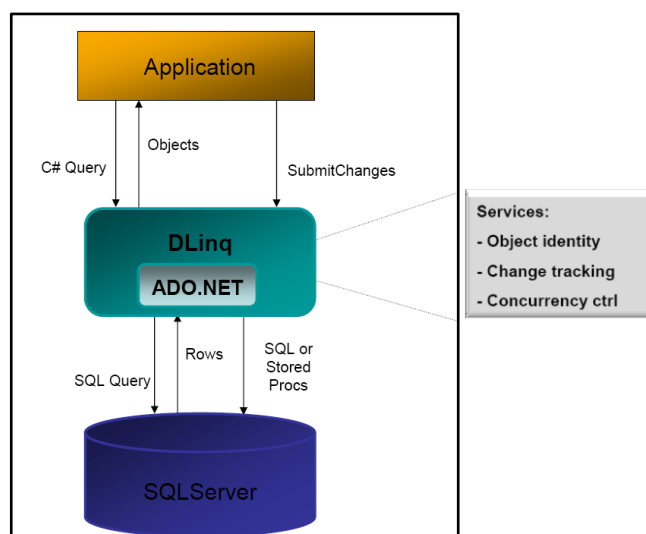 Application
C# Query
Objects
SubmitChanges
DLinq
ADO.NET
Services:
- Object identity
- Change tracking
- Concurrency ctrl
SQL Query
Rows
SQL or
Stored
Procs
SQLServer